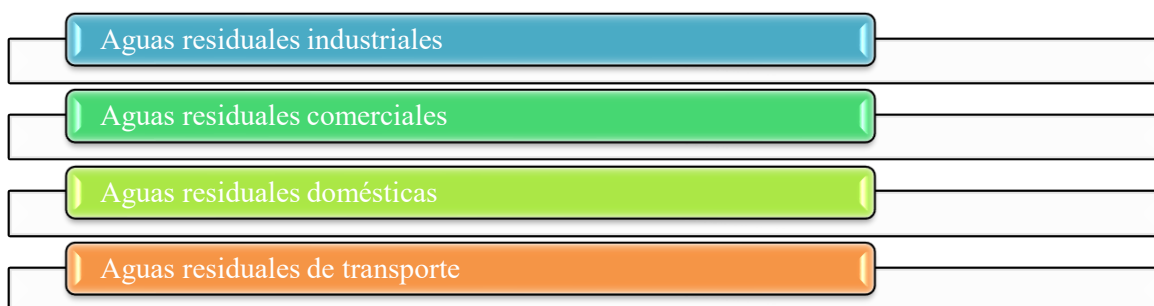 Aguas residuales industriales
Aguas residuales comerciales
Aguas residuales domésticas
Aguas residuales de transporte